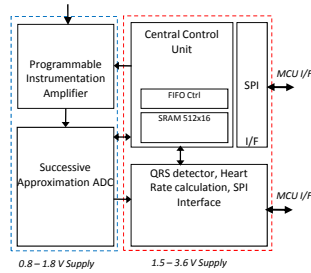 Programmable
Instrumentation
Amplifier
Successive
Approximation ADC
Central Control
Unit
FIFO Ctrl
SRAM 512x16
SPI
I/F
MCU I/F
QRS detector, Heart
Rate calculation, SPI
Interface
MCU I/F
0.8 – 1.8 V Supply
1.5 – 3.6 V Supply